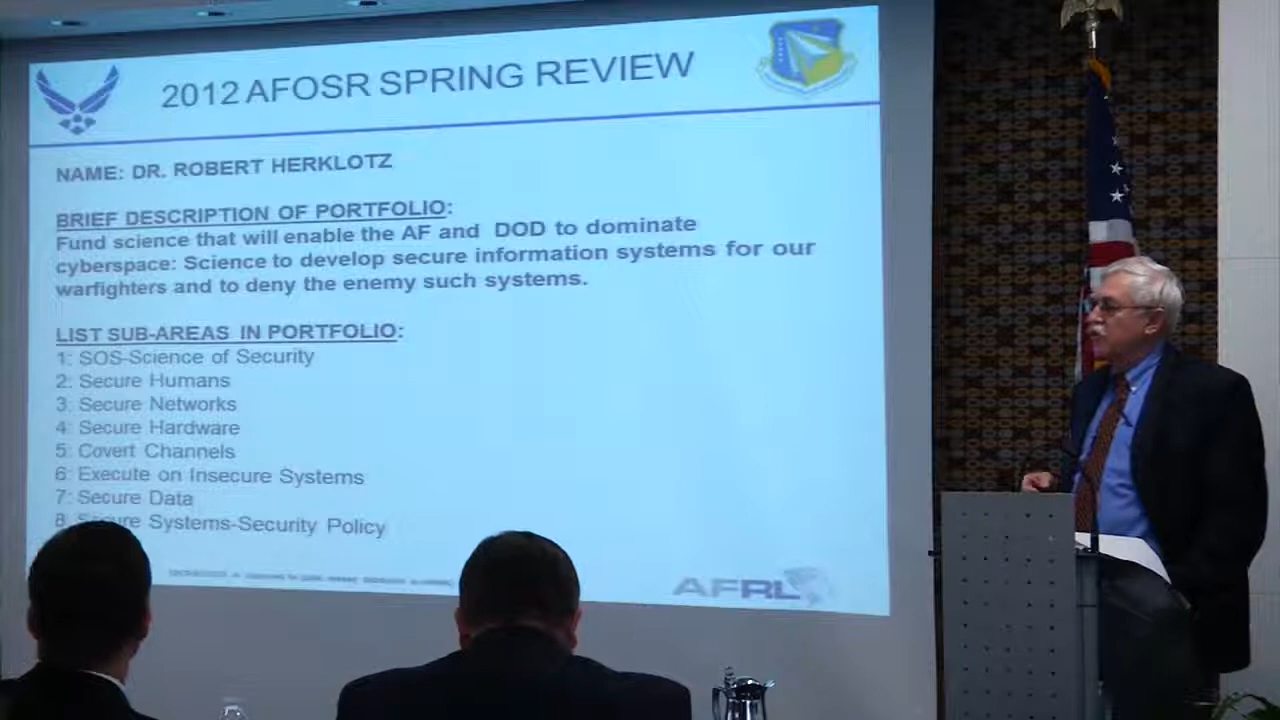 2012 AFOSR SPRING REVIEW
NAME: DR. ROBERT HERKLOTZ
BRIEF DESCRIPTION OF PORTFOLIO:
Fund science that will enable the AF and DOD to dominate
cyberspace: Science to develop secure information systems for our
warfighters and to deny the enemy such systems.
LIST SUB-AREAS IN PORTFOLIO:
1: SOS-Science of Security
2: Secure Humans
3: Secure Networks
4: Secure Hardware
5: Covert Channels
6: Execute on Insecure Systems
7: Secure Data
8 Secure Systems-Security Policy
AFRL